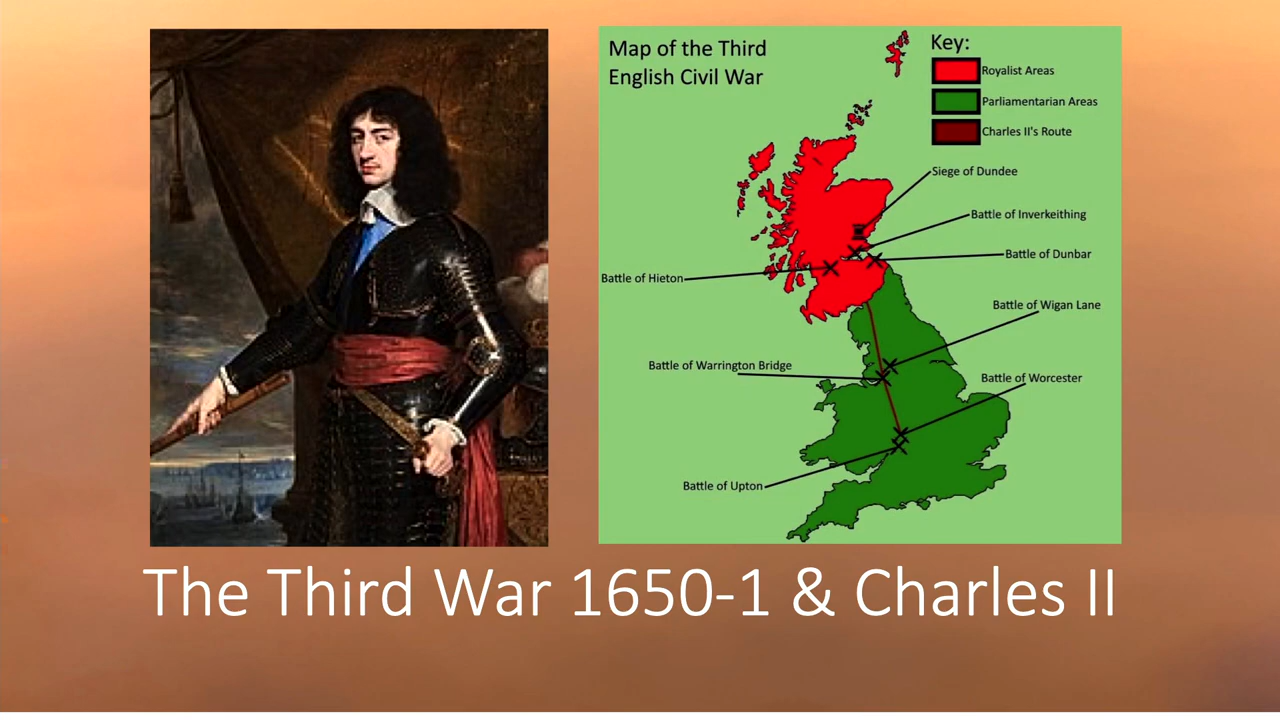 Map of the Third
English Civil War
Key:
Royalist Areas
Parliamentarian Areas
Charles II's Route
Siege of Dundee
Battle of Inverkeithing
Battle of Dunbar
Battle of Hieton
Battle of Wigan Lane
Battle of Warrington Bridge
Battle of Worcester
Battle of Upton
The Third War 1650-1 & Charles II